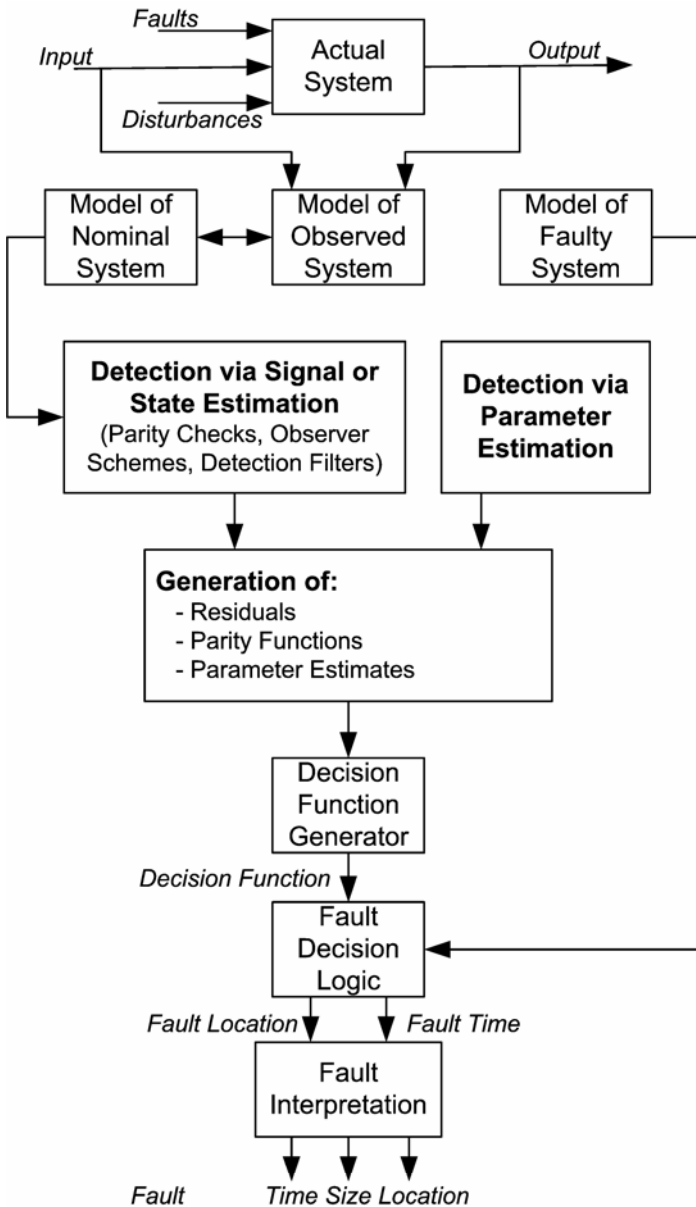 Faults
Input
Actual
System
Output
Disturbances
Model of
Nominal
System
Model of
Observed
System
Model of
Faulty
System
Detection via Signal or
State Estimation
(Parity Checks, Observer
Schemes, Detection Filters)
Detection via
Parameter
Estimation
Generation of:
- Residuals
- Parity Functions
- Parameter Estimates
Decision
Function
Generator
Decision Function
Fault
Decision
Logic
Fault Location
Fault Time
Fault
Interpretation
Fault Time Size Location